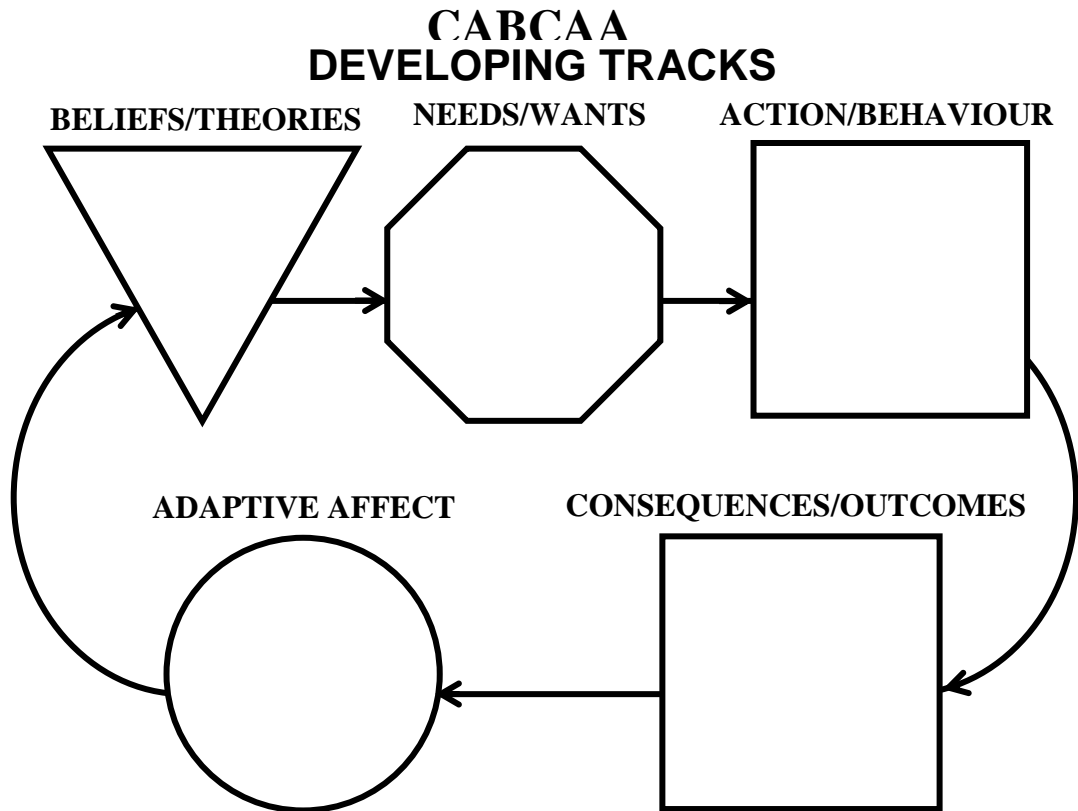 CABCAA
DEVELOPING TRACKS
BELIEFS/THEORIES
NEEDS/WANTS
ACTION/BEHAVIOUR
ADAPTIVE AFFECT
CONSEQUENCES/OUTCOMES